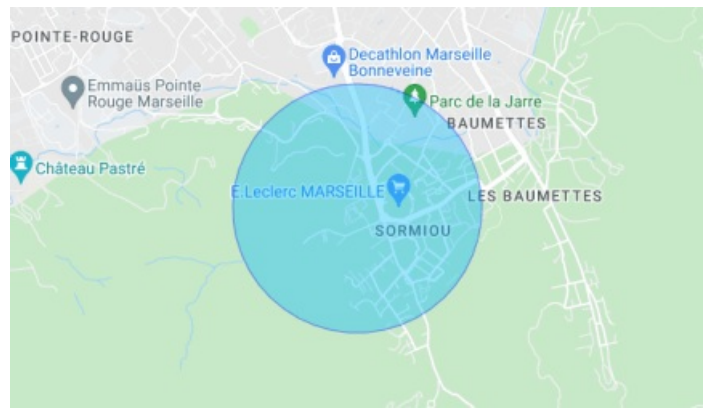 POINTE-ROUGE
Decathlon Marseille
Bonneveine
Emmaüs Pointe
Rouge Marseille
Parc de la Jarre
BAUMETTES
Château Pastré
E.Leclerc MARSEILLE
LES BAUMETTES
SORMIOU